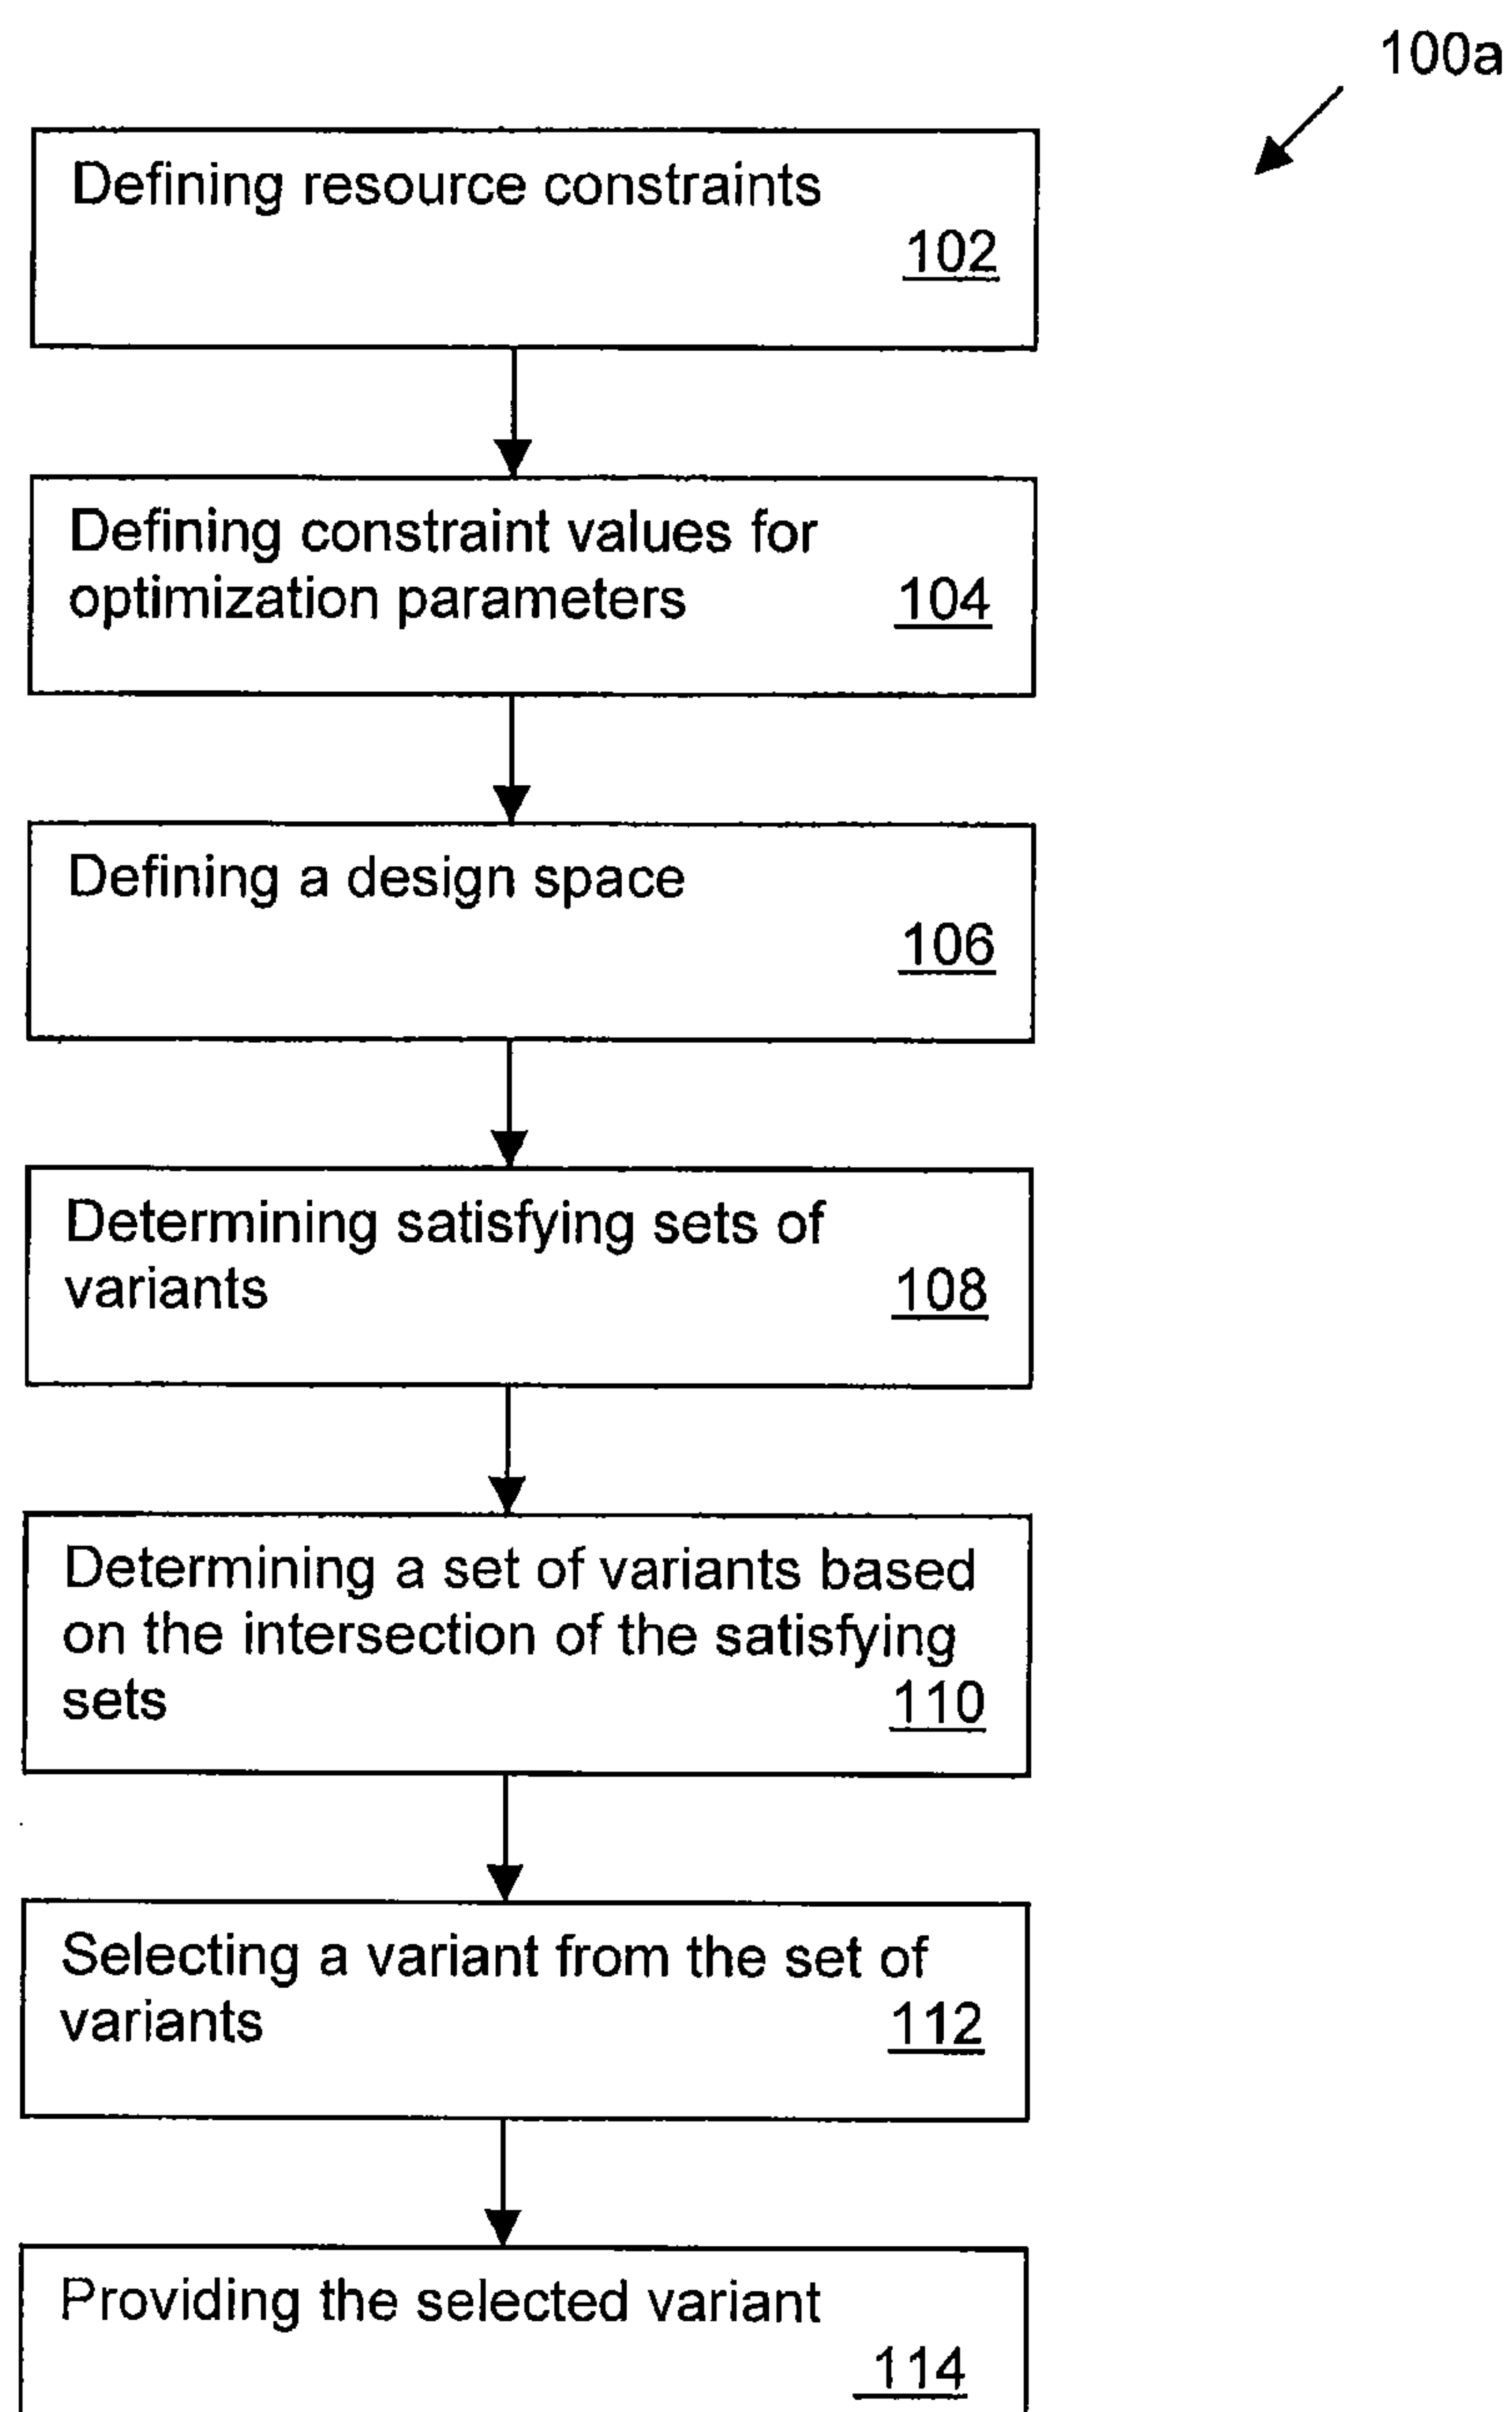 100a
Defining resource constraints
102
Defining constraint values for
optimization parameters 104
Defining a design space
106
Determining satisfying sets of
variants 108
Determining a set of variants based
on the intersection of the satisfying
sets 110
Selecting a variant from the set of
variants 112
Providing the selected variant
114